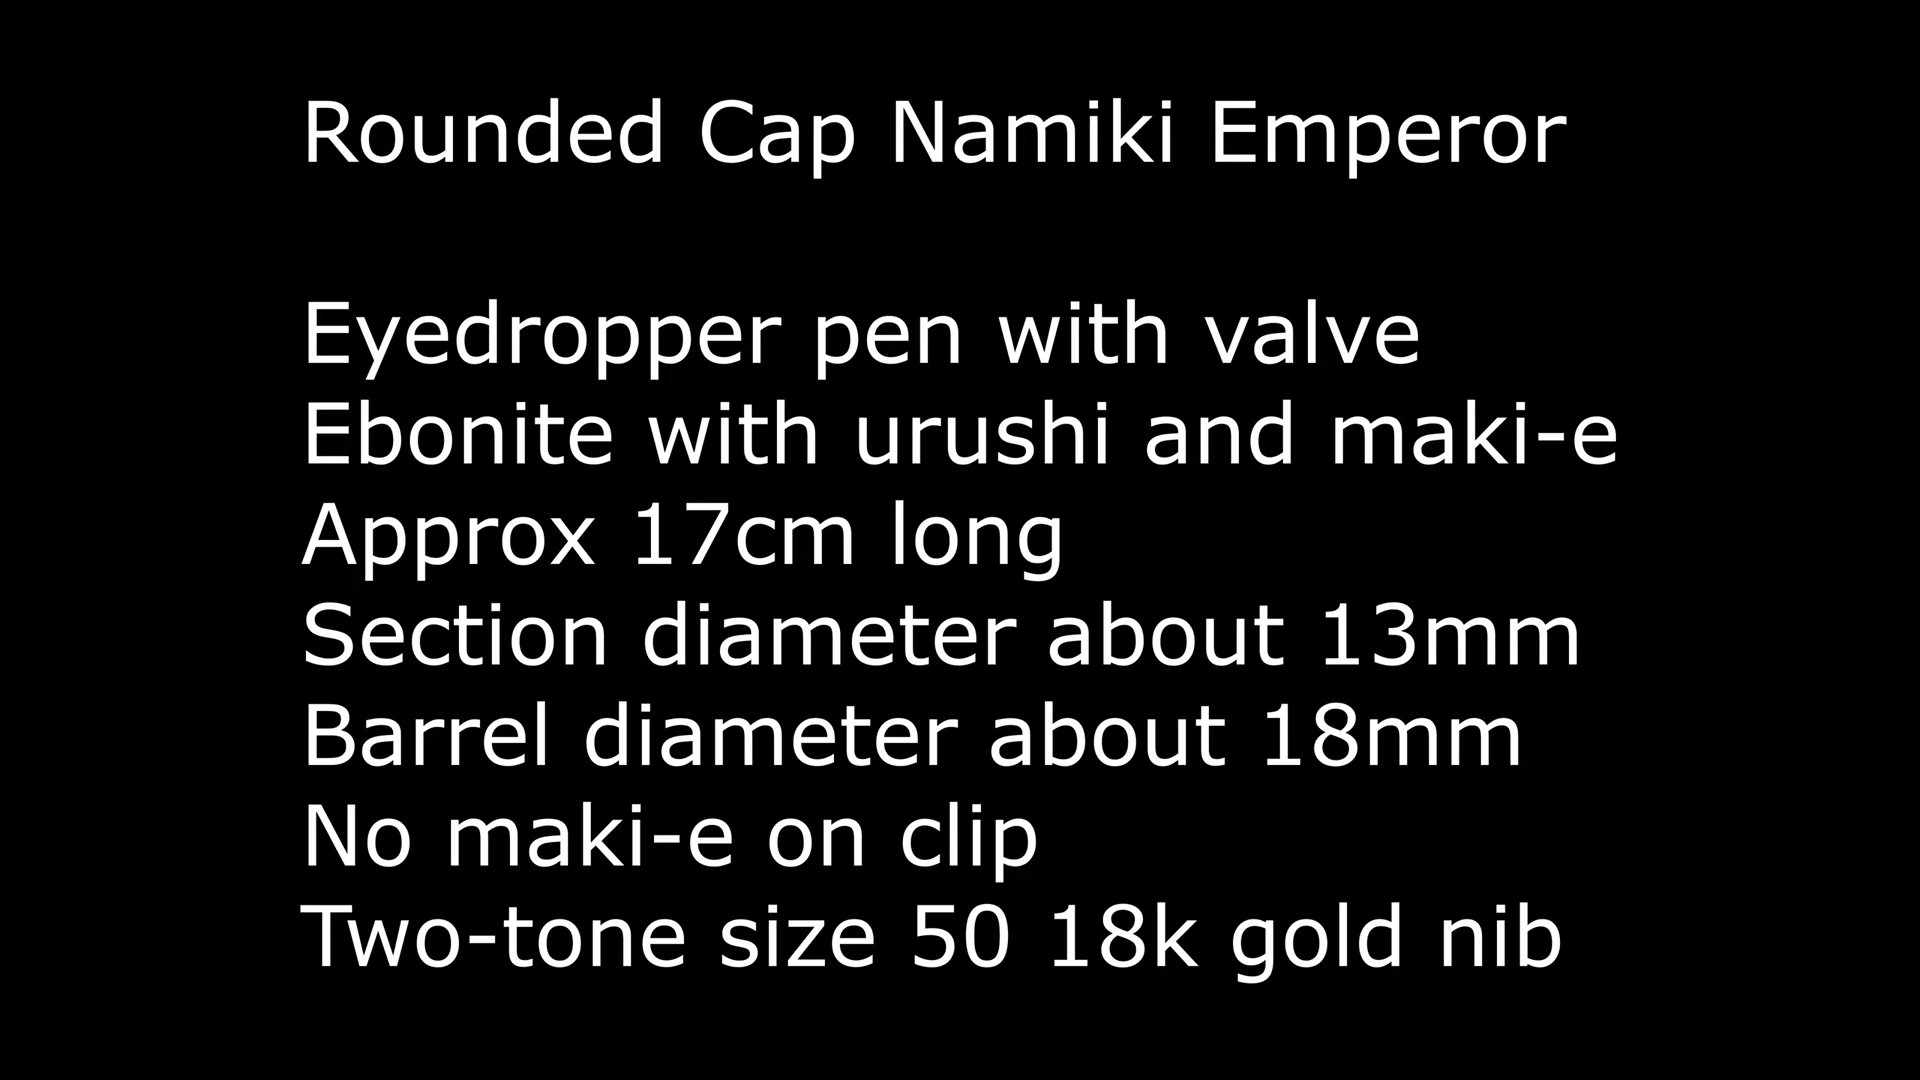 Rounded Cap Namiki Emperor
Eyedropper pen with valve
Ebonite with urushi and maki-e
Approx 17cm long
Section diameter about 13mm
Barrel diameter about 18mm
No maki-e on clip
Two-tone size 50 18k gold nib